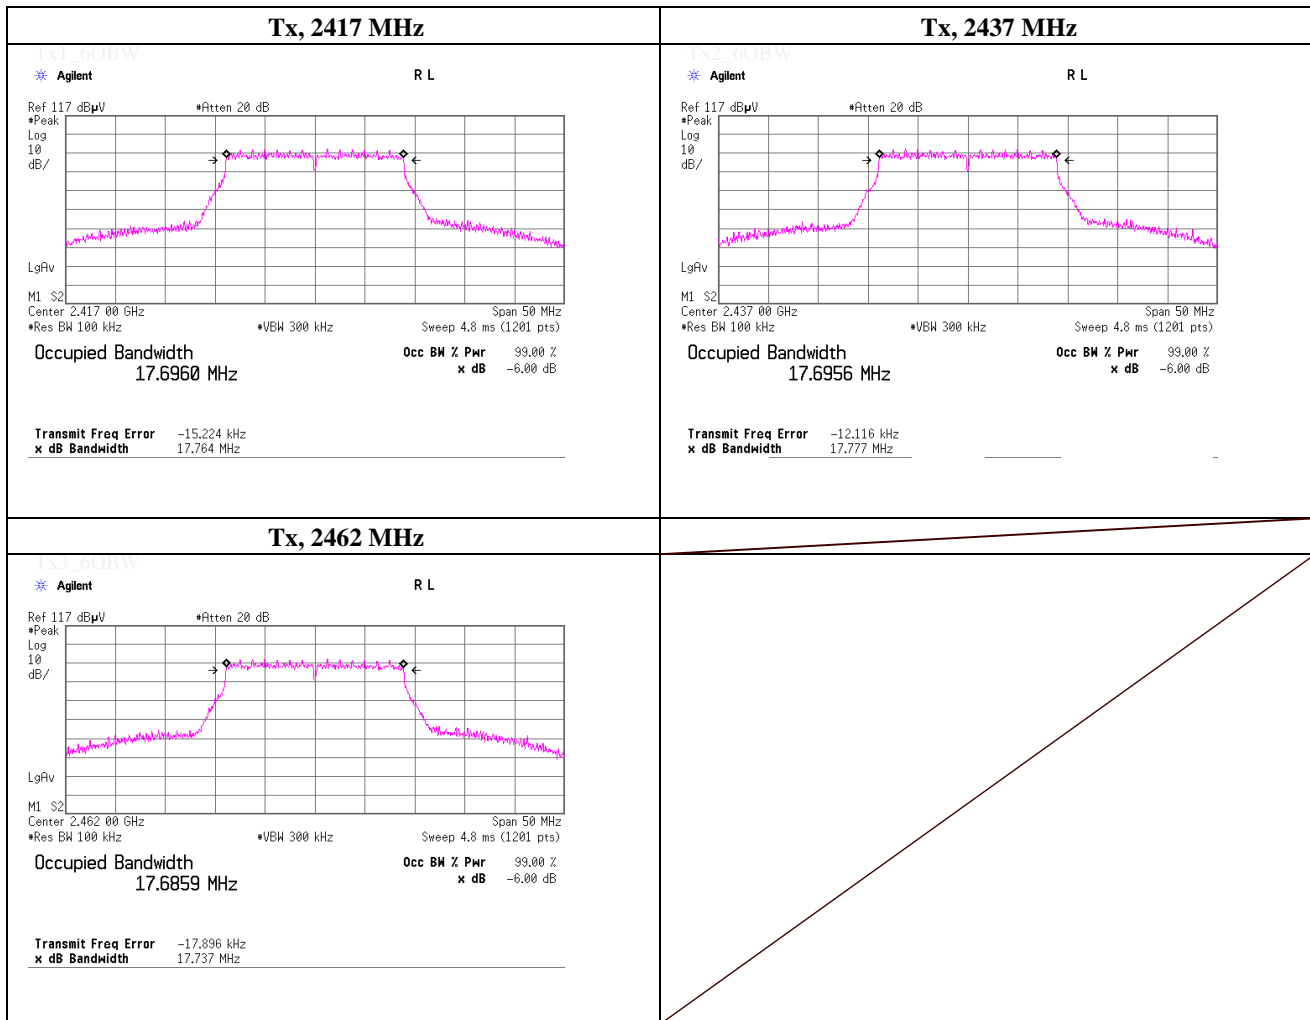 Tx, 2417 MHz
Tx1_6OBW
Agilent
R L
Ref 117 dBµV #Atten 20 dB
#Peak
Log
10
dB/
LgAv
M1 S2
Center 2.417 00 GHz Span 50 MHz
#Res BW 100 kHz #VBW 300 kHz Sweep 4.8 ms (1201 pts)
Occupied Bandwidth Occ BW % Pwr 99.00 %
17.6960 MHz x dB -6.00 dB
Transmit Freq Error -15.224 kHz
x dB Bandwidth 17.764 MHz
Tx, 2437 MHz
Tx2_6OBW
Agilent
R L
Ref 117 dBµV #Atten 20 dB
#Peak
Log
10
dB/
LgAv
M1 S2
Center 2.437 00 GHz Span 50 MHz
#Res BW 100 kHz #VBW 300 kHz Sweep 4.8 ms (1201 pts)
Occupied Bandwidth Occ BW % Pwr 99.00 %
17.6956 MHz x dB -6.00 dB
Transmit Freq Error -12.116 kHz
x dB Bandwidth 17.777 MHz
Tx, 2462 MHz
Tx3_6OBW
Agilent
R L
Ref 117 dBµV #Atten 20 dB
#Peak
Log
10
dB/
LgAv
M1 S2
Center 2.462 00 GHz Span 50 MHz
#Res BW 100 kHz #VBW 300 kHz Sweep 4.8 ms (1201 pts)
Occupied Bandwidth Occ BW % Pwr 99.00 %
17.6859 MHz x dB -6.00 dB
Transmit Freq Error -17.896 kHz
x dB Bandwidth 17.737 MHz